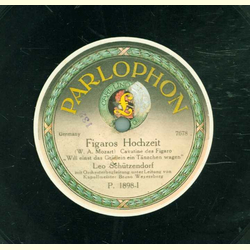 PARLOPHON
Germany 7679
Figaros Hochzeit
(W. A. Mozart) Cavatine des Figaro
„Will einst das Gräflein ein Tänzchen wagen"
Leo Schützendorf
mit Orchesterbegleitung unter Leitung von
Kapellmeister Bruno Weyersberg
P. 1898-I